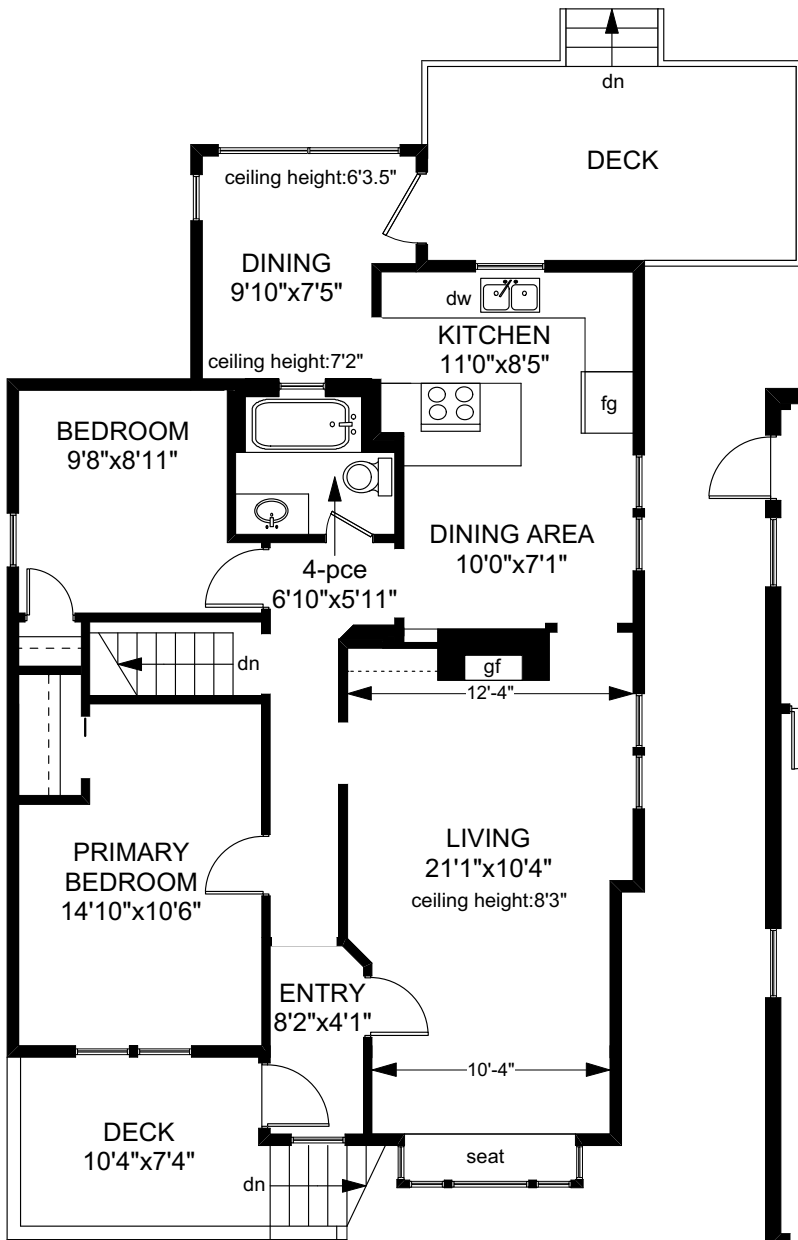 dn
DECK
ceiling height:6'3.5"
DINING
9'10"x7'5"
dw
KITCHEN
11'0"x8'5"
ceiling height:7'2"
fg
BEDROOM
9'8"x8'11"
DINING AREA
10'0"x7'1"
4-pce
6'10"x5'11"
dn
gf
12'-4"
PRIMARY
BEDROOM
14'10"x10'6"
LIVING
21'1"x10'4"
ceiling height:8'3"
ENTRY
8'2"x4'1"
10'-4"
DECK
10'4"x7'4"
seat
dn